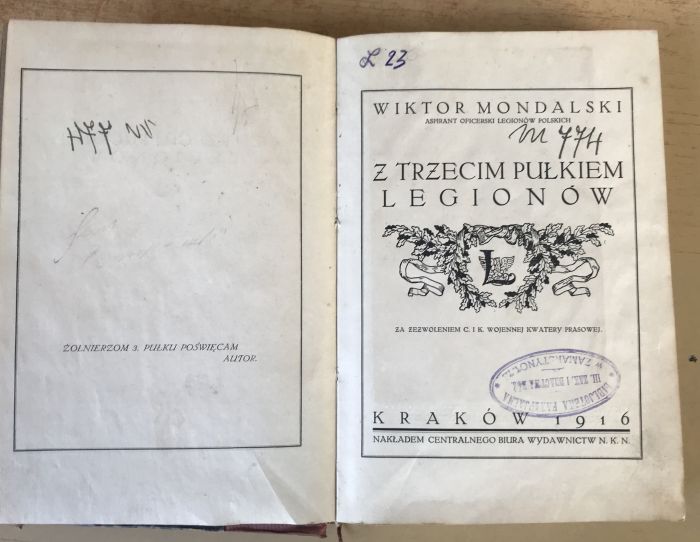 ŻOŁNIERZOM 3. PUŁKU POŚWIĘCAM
AUTOR.
L 23
WIKTOR MONDALSKI
ASPIRANT OFICERSKI LEGIONÓW POLSKICH
774
Z TRZECIM PUŁKIEM
LEGIONÓW
L
ZA ZEZWOLENIEM C. I K. WOJENNEJ KWATERY PRASOWEJ.
KRAKÓW 1916
NAKŁADEM CENTRALNEGO BIURA WYDAWNICTW N. K. N.